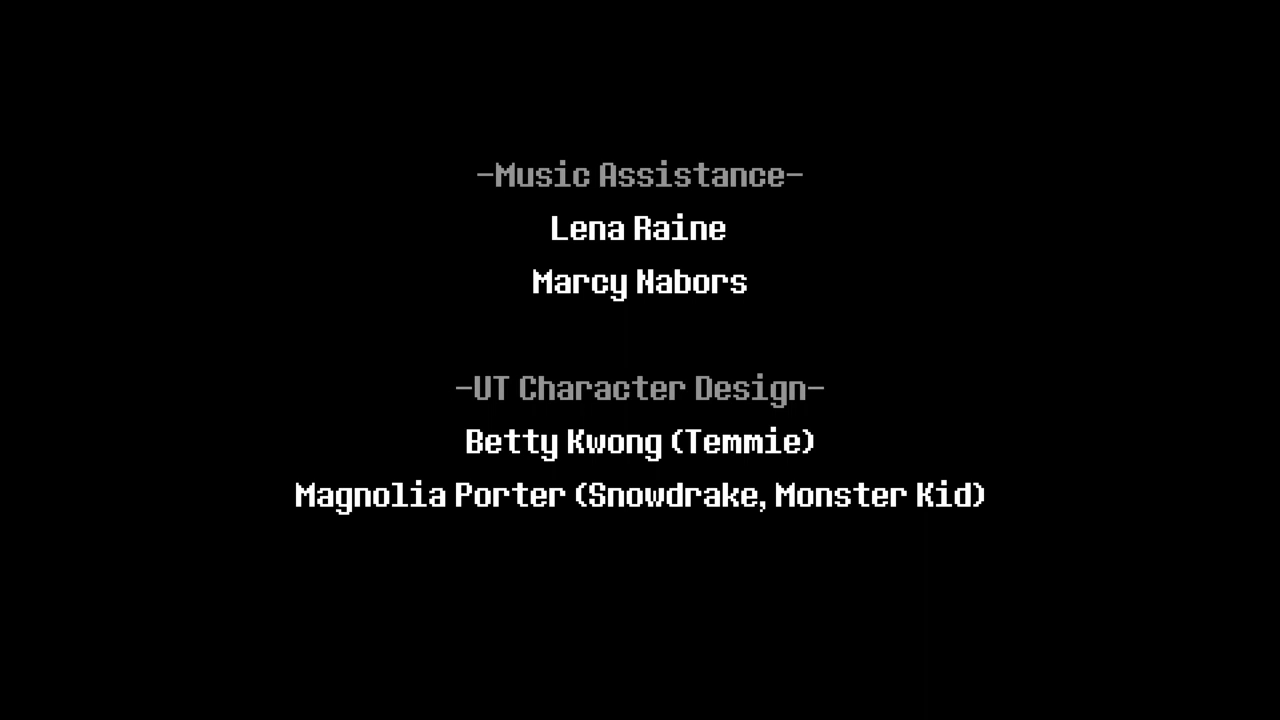 -Music Assistance-
Lena Raine
Marcy Nabors
-UT Character Design-
Betty Kwong (Temmie)
Magnolia Porter (Snowdrake, Monster Kid)